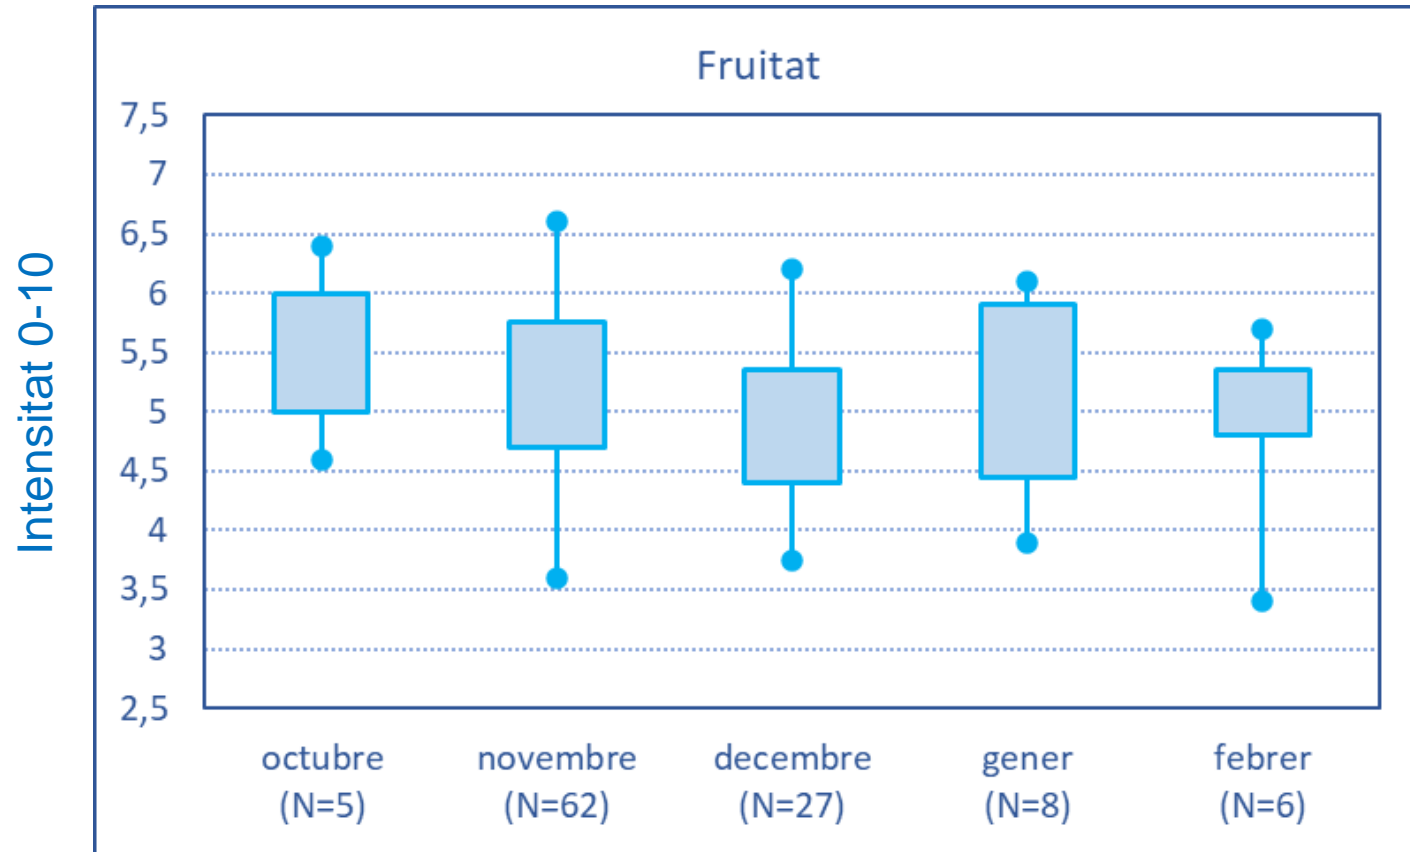 Fruitat
Intensitat 0-10
7,5
7
6,5
6
5,5
5
4,5
4
3,5
3
2,5
octubre novembre decembre gener febrer
(N=5) (N=62) (N=27) (N=8) (N=6)